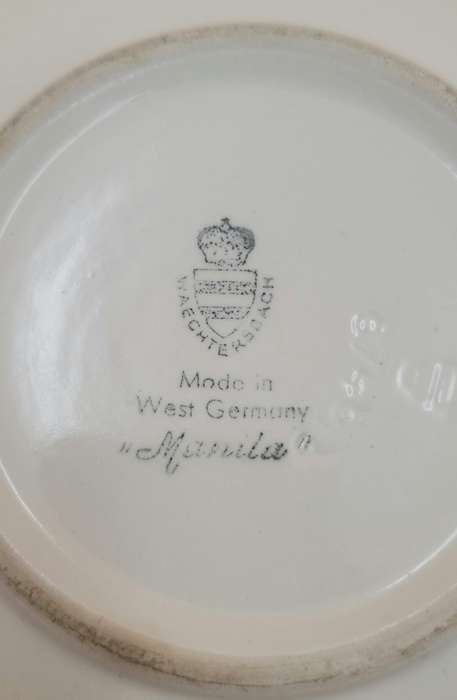 WAECHTERSBACH
Made in
West Germany
"Manila"